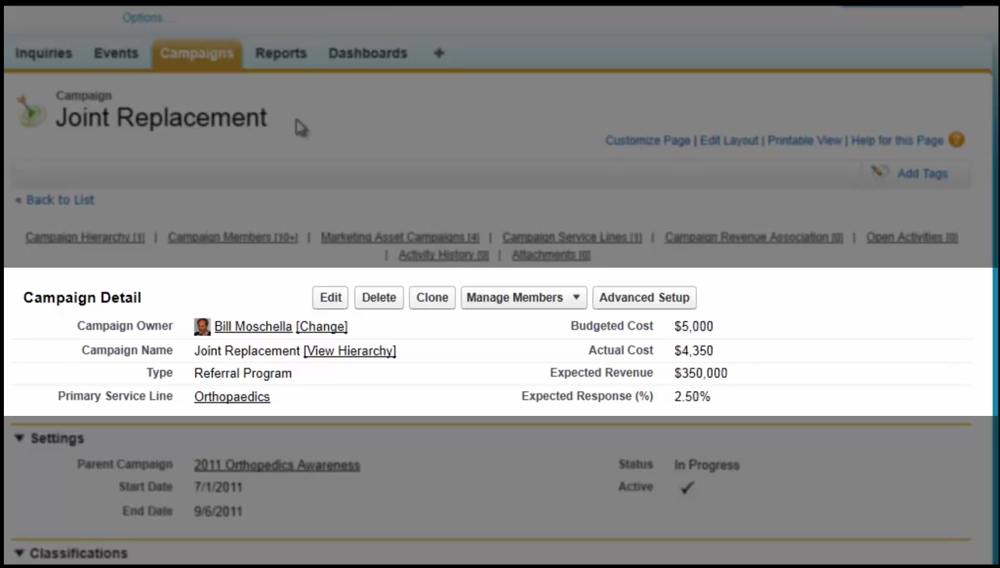 Options...
Inquiries Events Campaigns Reports Dashboards +
Campaign
Joint Replacement
Customize Page | Edit Layout | Printable View | Help for this Page ?
Add Tags
« Back to List
Campaign Hierarchy [1] | Campaign Members [10+] | Marketing Asset Campaigns [4] | Campaign Service Lines [1] | Campaign Revenue Association [0] | Open Activities [0]
| Activity History [0] | Attachments [0]
Campaign Detail Edit Delete Clone Manage Members ▼ Advanced Setup
Campaign Owner Bill Moschella [Change] Budgeted Cost $5,000
Campaign Name Joint Replacement [View Hierarchy] Actual Cost $4,350
Type Referral Program Expected Revenue $350,000
Primary Service Line Orthopaedics Expected Response (%) 2.50%
▼ Settings
Parent Campaign 2011 Orthopedics Awareness Status In Progress
Start Date 7/1/2011 Active ✓
End Date 9/6/2011
▼ Classifications